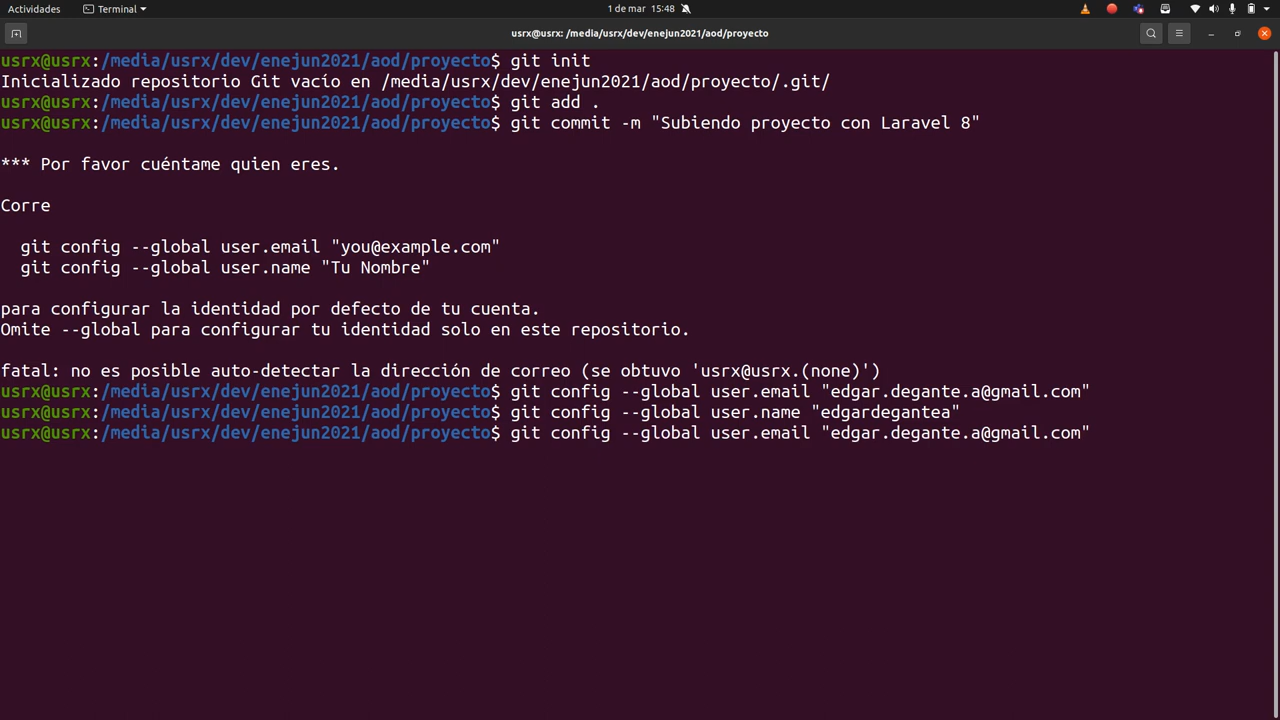 Actividades Terminal 1 de mar 15:48
usrx@usrx: /media/usrx/dev/enejun2021/aod/proyecto
usrx@usrx:/media/usrx/dev/enejun2021/aod/proyecto$ git init
Inicializado repositorio Git vacío en /media/usrx/dev/enejun2021/aod/proyecto/.git/
usrx@usrx:/media/usrx/dev/enejun2021/aod/proyecto$ git add .
usrx@usrx:/media/usrx/dev/enejun2021/aod/proyecto$ git commit -m "Subiendo proyecto con Laravel 8"
*** Por favor cuéntame quien eres.
Corre
git config --global user.email "you@example.com"
git config --global user.name "Tu Nombre"
para configurar la identidad por defecto de tu cuenta.
Omite --global para configurar tu identidad solo en este repositorio.
fatal: no es posible auto-detectar la dirección de correo (se obtuvo 'usrx@usrx.(none)')
usrx@usrx:/media/usrx/dev/enejun2021/aod/proyecto$ git config --global user.email "edgar.degante.a@gmail.com"
usrx@usrx:/media/usrx/dev/enejun2021/aod/proyecto$ git config --global user.name "edgardegantea"
usrx@usrx:/media/usrx/dev/enejun2021/aod/proyecto$ git config --global user.email "edgar.degante.a@gmail.com"